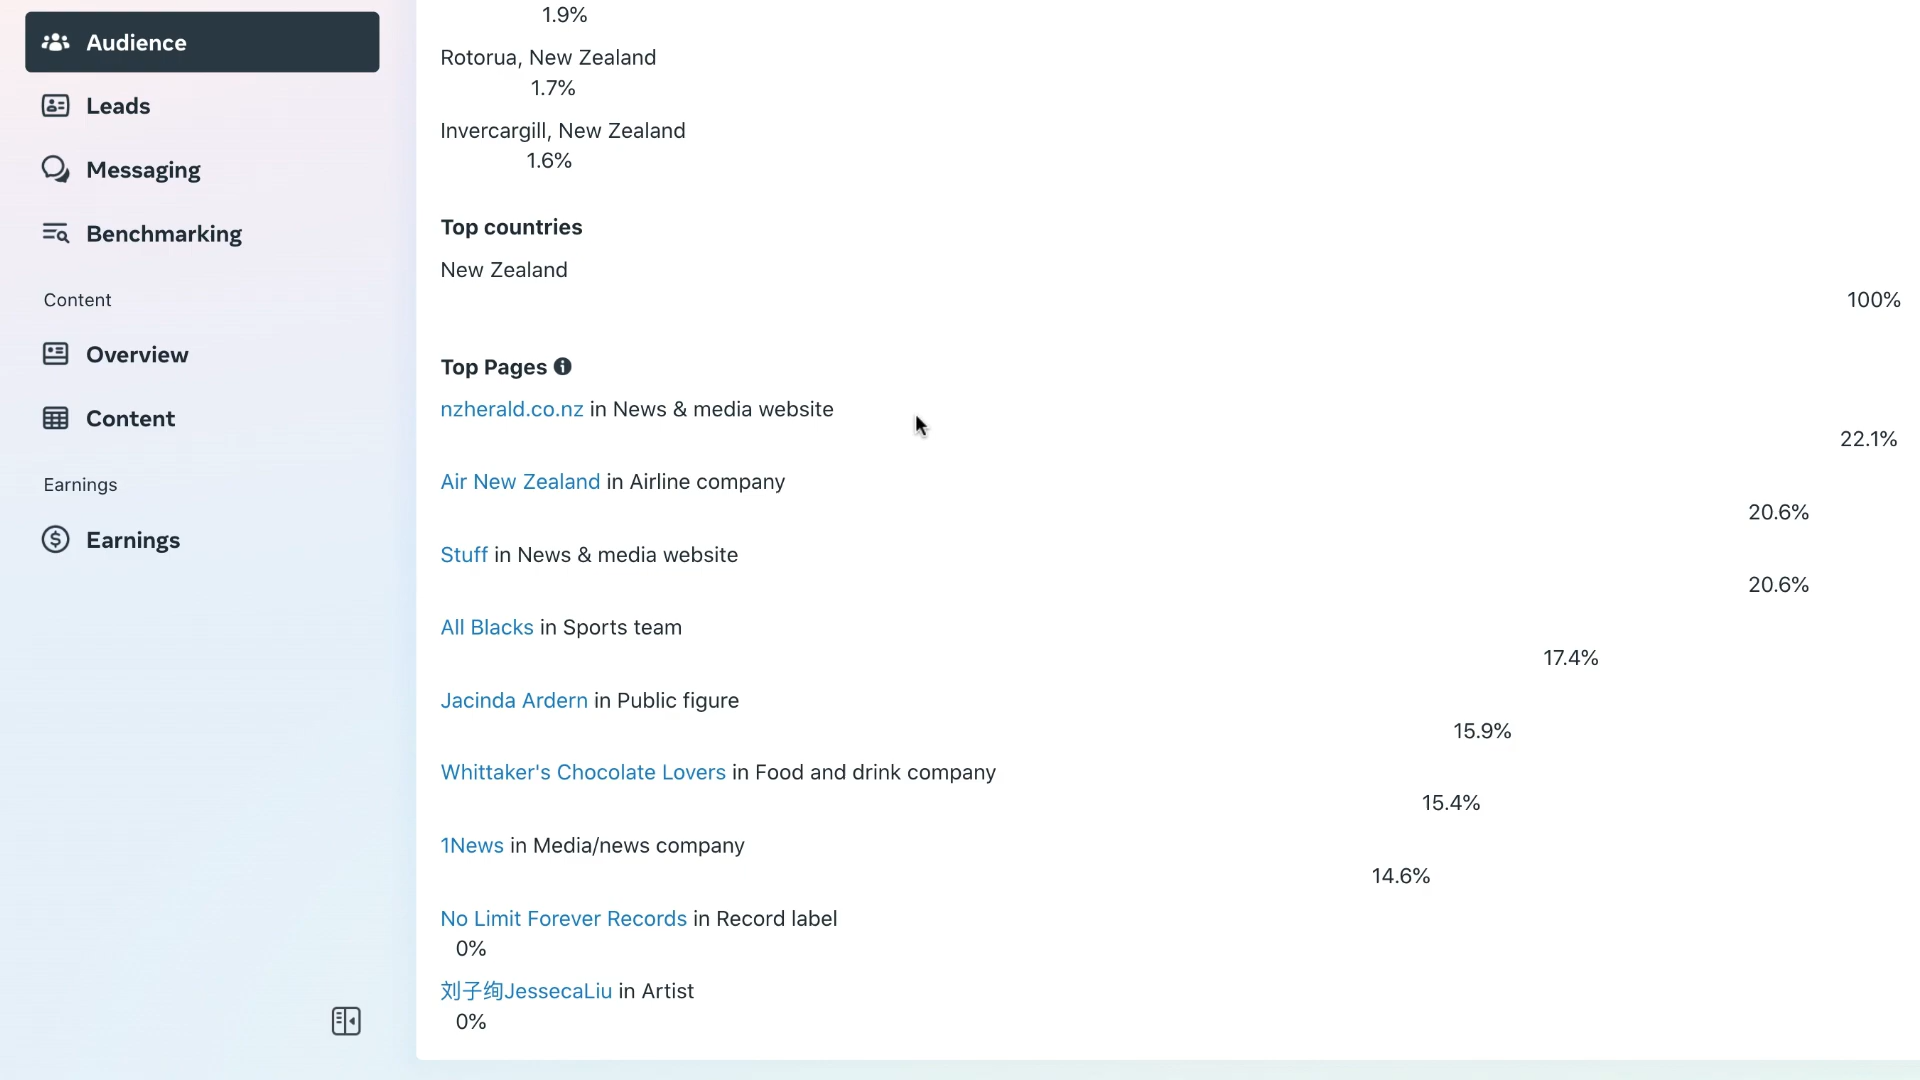 Audience
Leads
Messaging
Benchmarking
Content
Overview
Content
Earnings
Earnings
1.9%
Rotorua, New Zealand
1.7%
Invercargill, New Zealand
1.6%
Top countries
New Zealand
100%
Top Pages
nzherald.co.nz in News & media website
22.1%
Air New Zealand in Airline company
20.6%
Stuff in News & media website
20.6%
All Blacks in Sports team
17.4%
Jacinda Ardern in Public figure
15.9%
Whittaker's Chocolate Lovers in Food and drink company
15.4%
1News in Media/news company
14.6%
No Limit Forever Records in Record label
0%
刘子绚JessecaLiu in Artist
0%